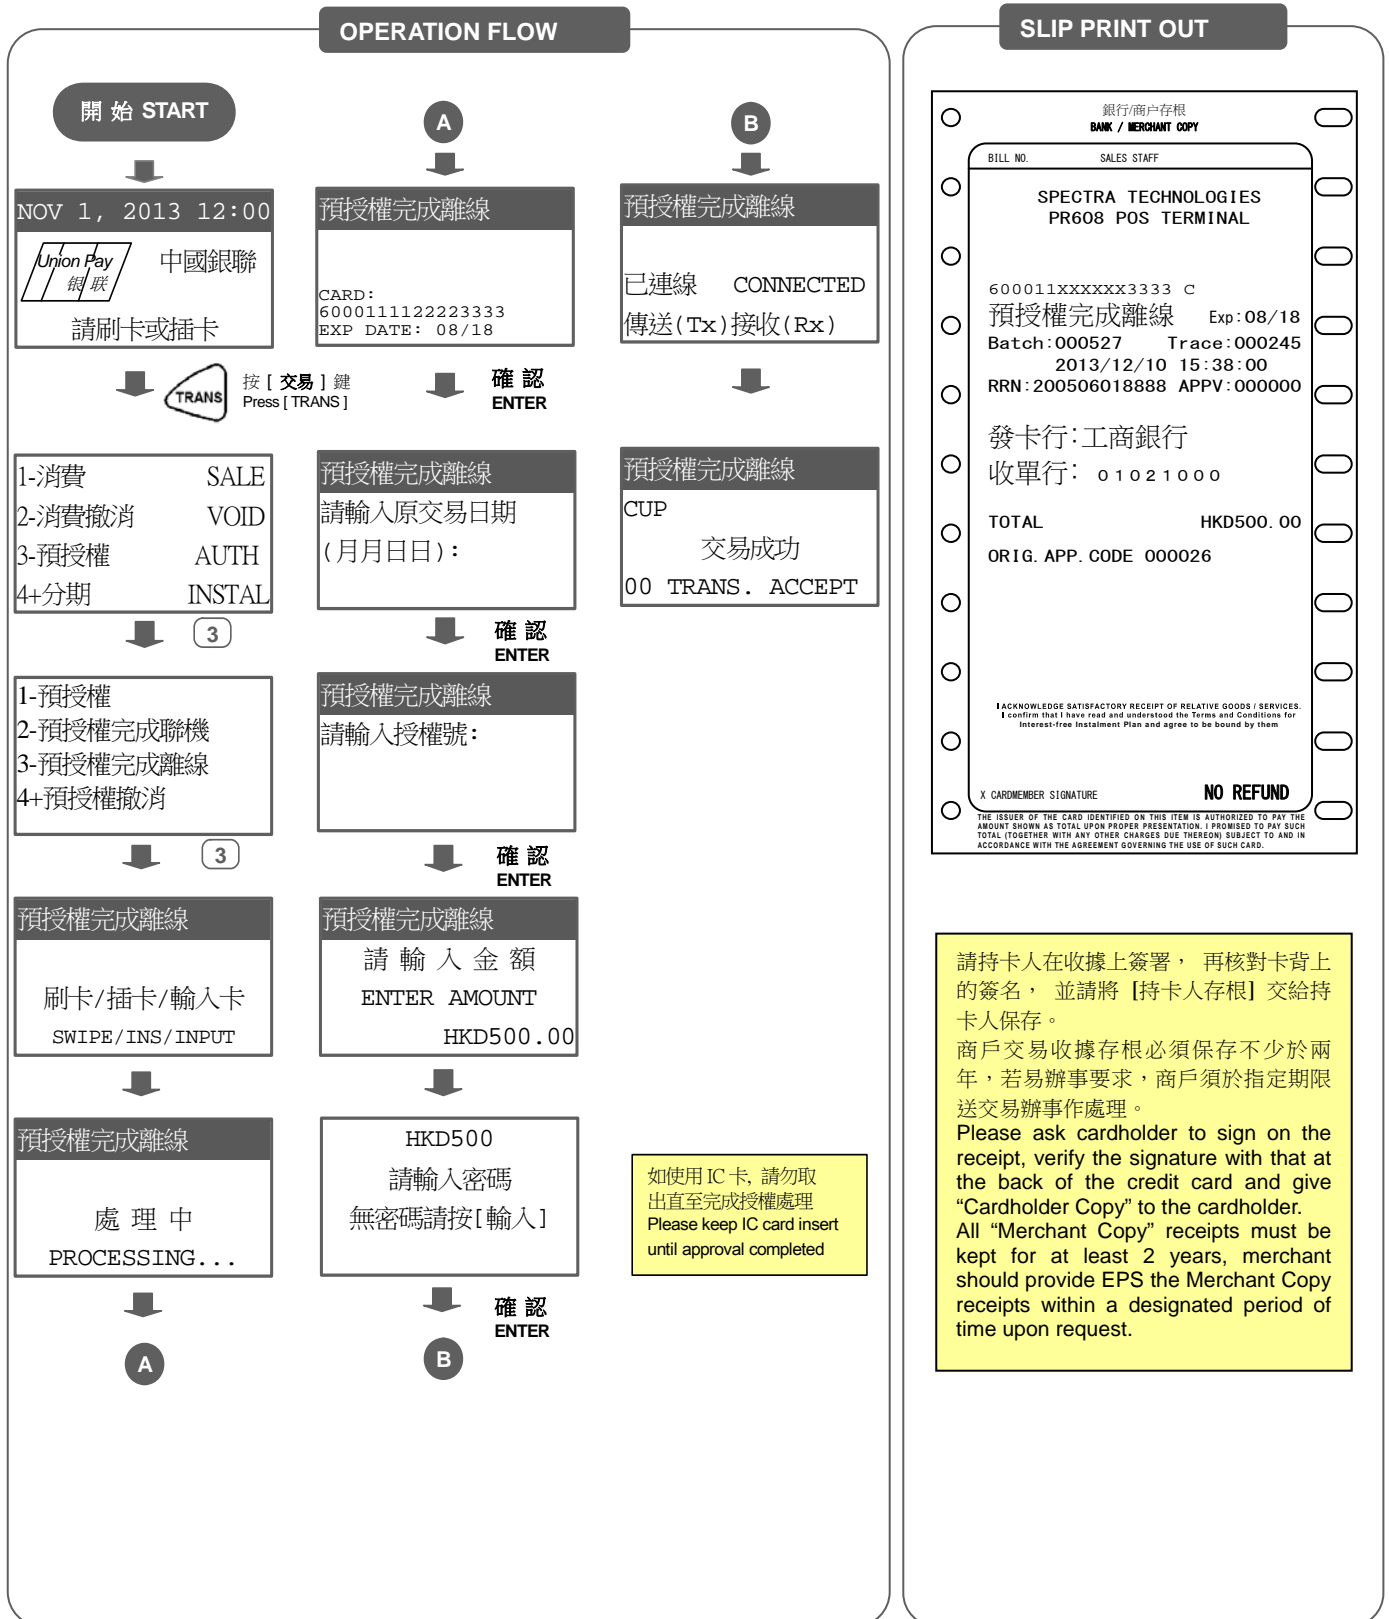 OPERATION FLOW
開 始 START
NOV 1, 2013 12:00
Union Pay
银联
中國銀聯
請刷卡或插卡
TRANS
按 [ 交易 ] 鍵
Press [ TRANS ]
1-消費 SALE
2-消費撤消 VOID
3-預授權 AUTH
4+分期 INSTAL
3
1-預授權
2-預授權完成聯機
3-預授權完成離線
4+預授權撤消
3
預授權完成離線
刷卡/插卡/輸入卡
SWIPE/INS/INPUT
預授權完成離線
處 理 中
PROCESSING...
A
A
預授權完成離線
CARD:
6000111122223333
EXP DATE: 08/18
確 認
ENTER
預授權完成離線
請輸入原交易日期
(月月日日):
確 認
ENTER
預授權完成離線
請輸入授權號:
確 認
ENTER
預授權完成離線
請 輸 入 金 額
ENTER AMOUNT
HKD500.00
HKD500
請輸入密碼
無密碼請按[輸入]
確 認
ENTER
B
B
預授權完成離線
已連線 CONNECTED
傳送(Tx)接收(Rx)
預授權完成離線
CUP
交易成功
00 TRANS. ACCEPT
如使用 IC 卡, 請勿取
出直至完成授權處理
Please keep IC card insert
until approval completed
SLIP PRINT OUT
銀行/商户存根
BANK / MERCHANT COPY
BILL NO. SALES STAFF
SPECTRA TECHNOLOGIES
PR608 POS TERMINAL
600011XXXXXX3333 C
預授權完成離線 Exp:08/18
Batch:000527 Trace:000245
2013/12/10 15:38:00
RRN:200506018888 APPV:000000
發卡行:工商銀行
收單行: 01021000
TOTAL HKD500.00
ORIG. APP. CODE 000026
I ACKNOWLEDGE SATISFACTORY RECEIPT OF RELATIVE GOODS / SERVICES.
I confirm that I have read and understood the Terms and Conditions for
Interest-free Instalment Plan and agree to be bound by them
X CARDMEMBER SIGNATURE NO REFUND
THE ISSUER OF THE CARD IDENTIFIED ON THIS ITEM IS AUTHORIZED TO PAY THE
AMOUNT SHOWN AS TOTAL UPON PROPER PRESENTATION. I PROMISED TO PAY SUCH
TOTAL (TOGETHER WITH ANY OTHER CHARGES DUE THEREON) SUBJECT TO AND IN
ACCORDANCE WITH THE AGREEMENT GOVERNING THE USE OF SUCH CARD.
請持卡人在收據上簽署， 再核對卡背上
的簽名， 並請將 [持卡人存根] 交給持
卡人保存。
商戶交易收據存根必須保存不少於兩
年，若易辦事要求，商戶須於指定期限
送交易辦事作處理。
Please ask cardholder to sign on the
receipt, verify the signature with that at
the back of the credit card and give
“Cardholder Copy” to the cardholder.
All “Merchant Copy” receipts must be
kept for at least 2 years, merchant
should provide EPS the Merchant Copy
receipts within a designated period of
time upon request.